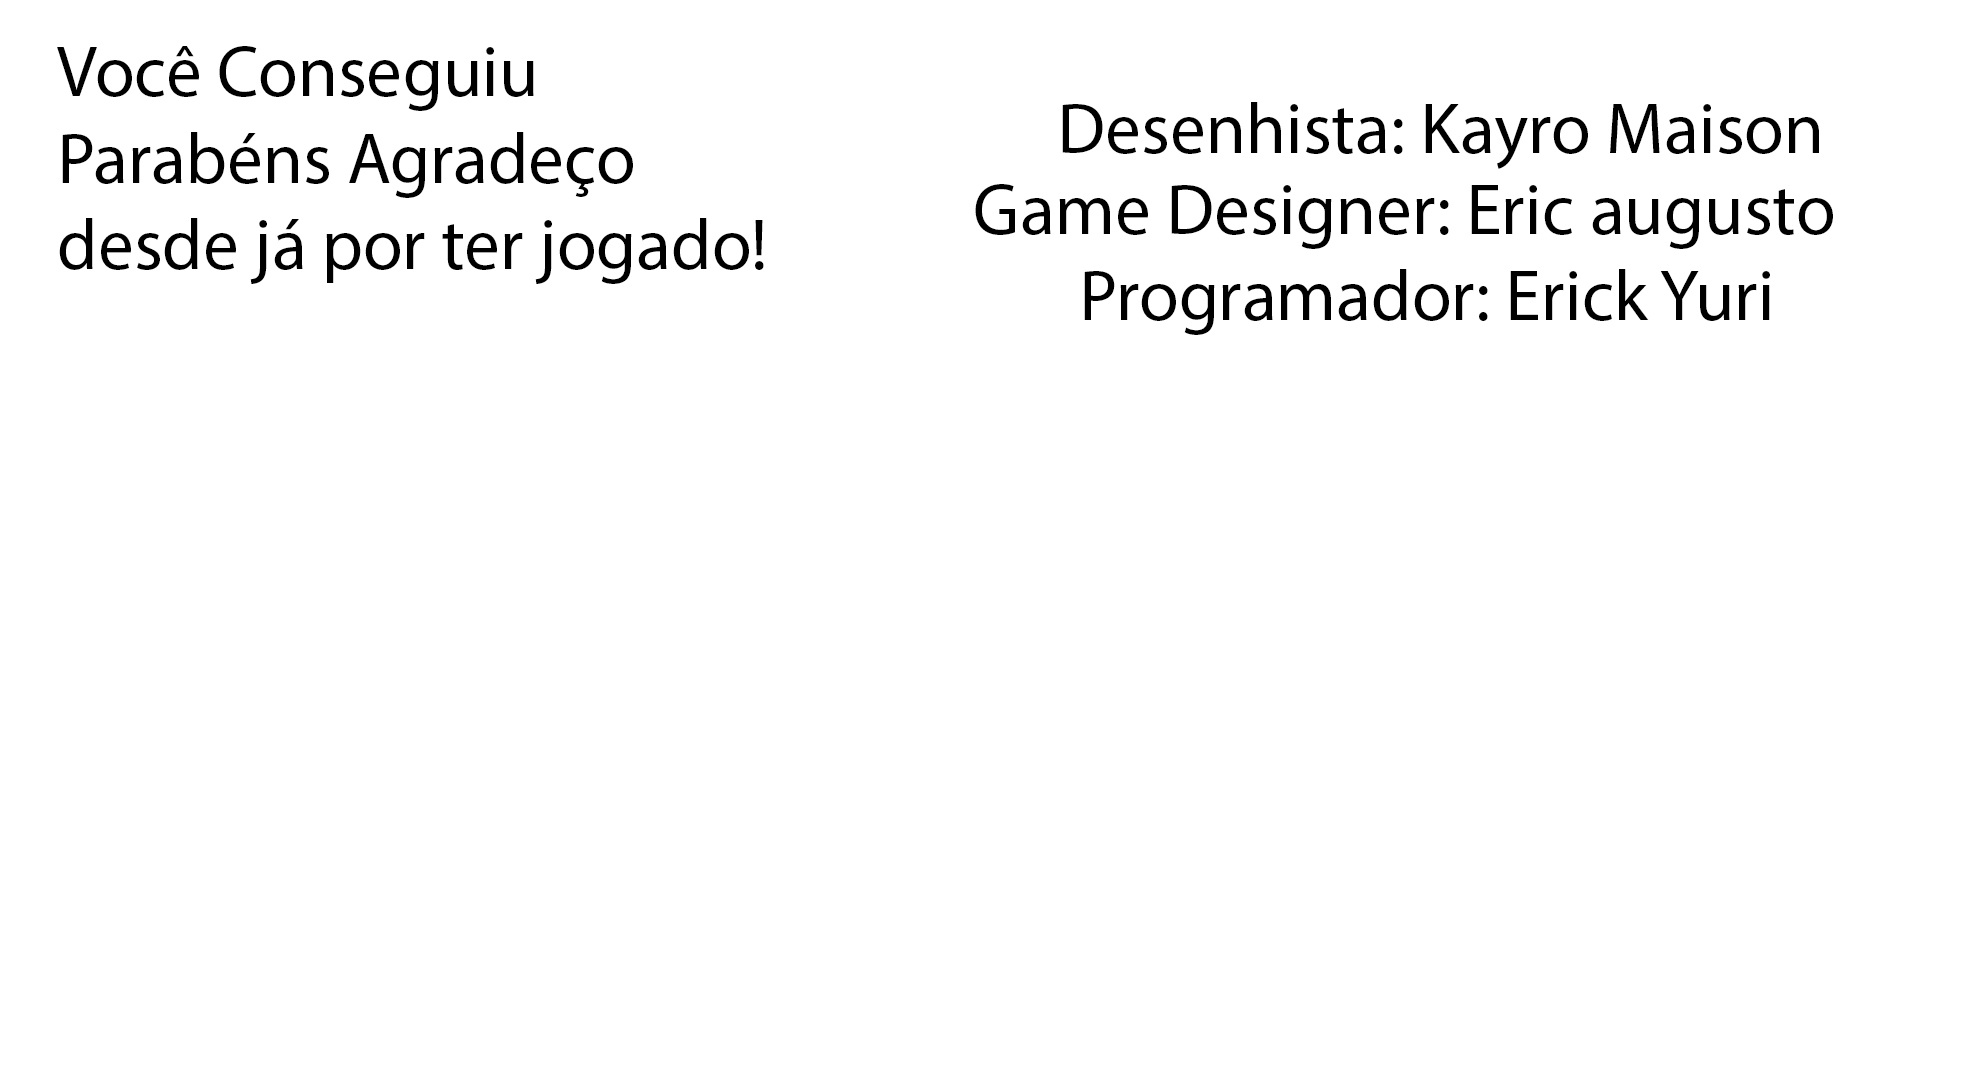 Você Conseguiu
Parabéns Agradeço
desde já por ter jogado!
Desenhista: Kayro Maison
Game Designer: Eric augusto
Programador: Erick Yuri